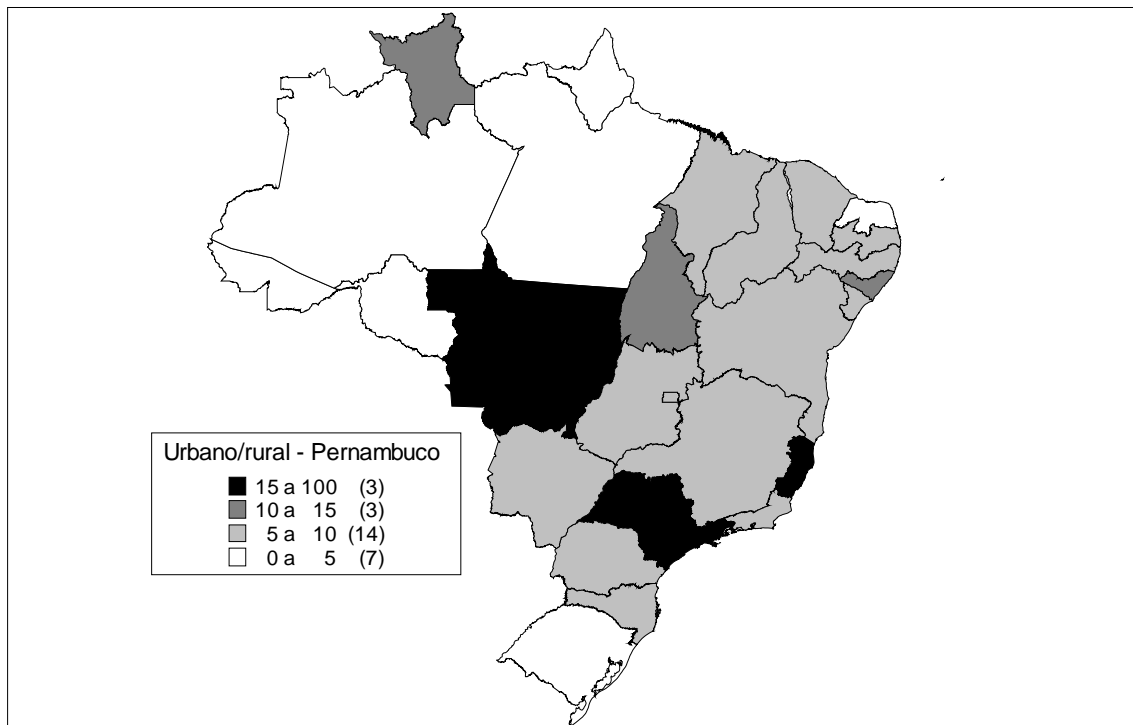 Urbano/rural - Pernambuco
15 a 100 (3)
10 a 15 (3)
5 a 10 (14)
0 a 5 (7)